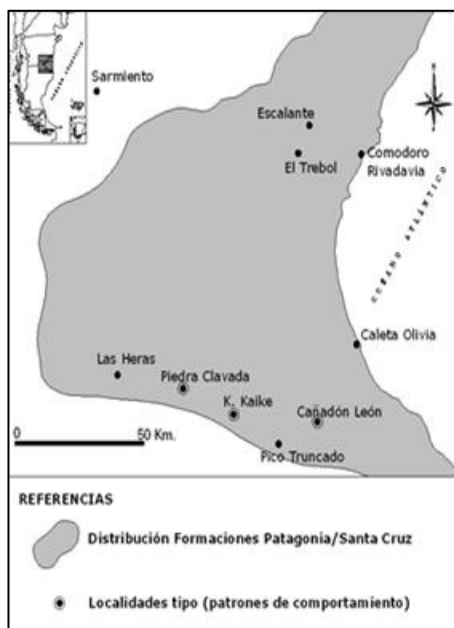 Sarmiento
Escalante
El Trebol
Comodoro
Rivadavia
OCEANO ATLÁNTICO
Caleta Olivia
Las Heras
Piedra Clavada
K. Kaike
Cañadón León
Pico Truncado
0 50 Km.
REFERENCIAS
Distribución Formaciones Patagonia/Santa Cruz
Localidades tipo (patrones de comportamiento)